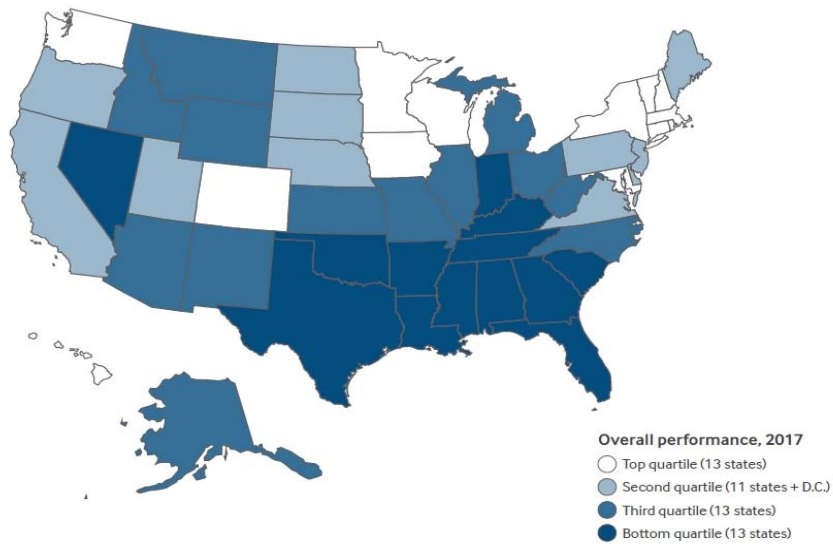 Overall performance, 2017
Top quartile (13 states)
Second quartile (11 states + D.C.)
Third quartile (13 states)
Bottom quartile (13 states)